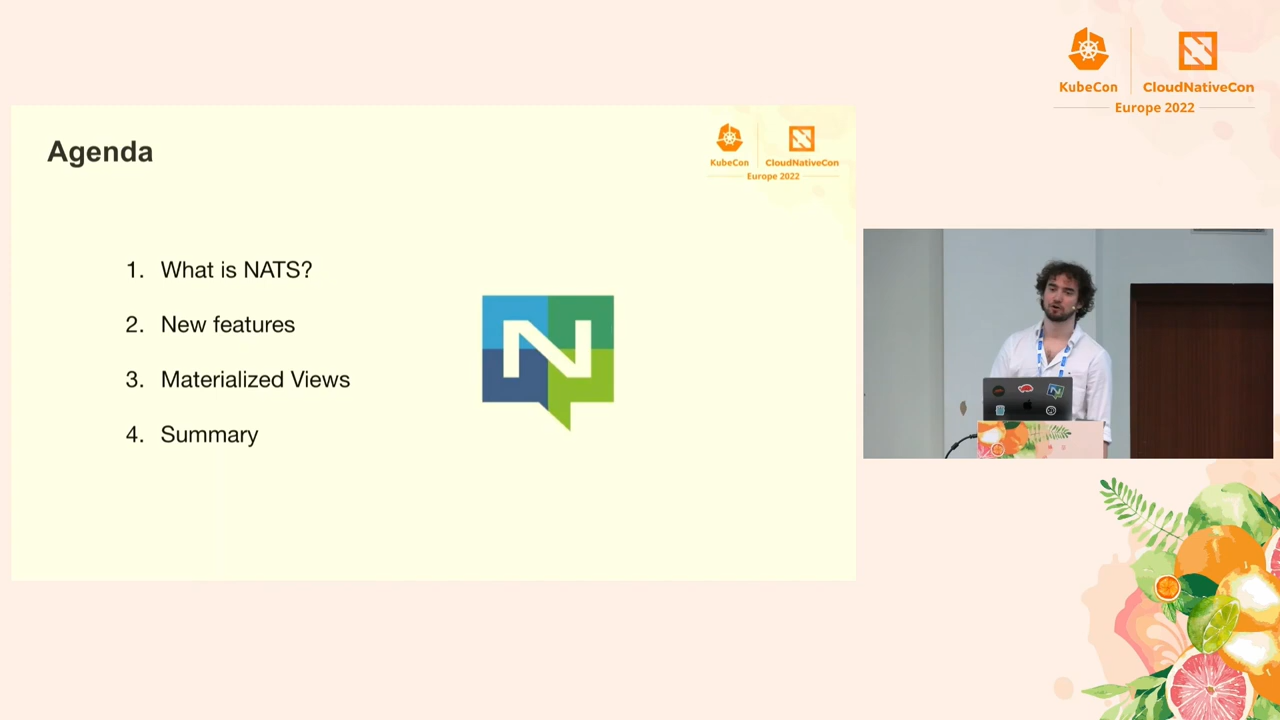 KubeCon
CloudNativeCon
Europe 2022
Agenda
KubeCon
CloudNativeCon
Europe 2022
1. What is NATS?
2. New features
3. Materialized Views
4. Summary
N